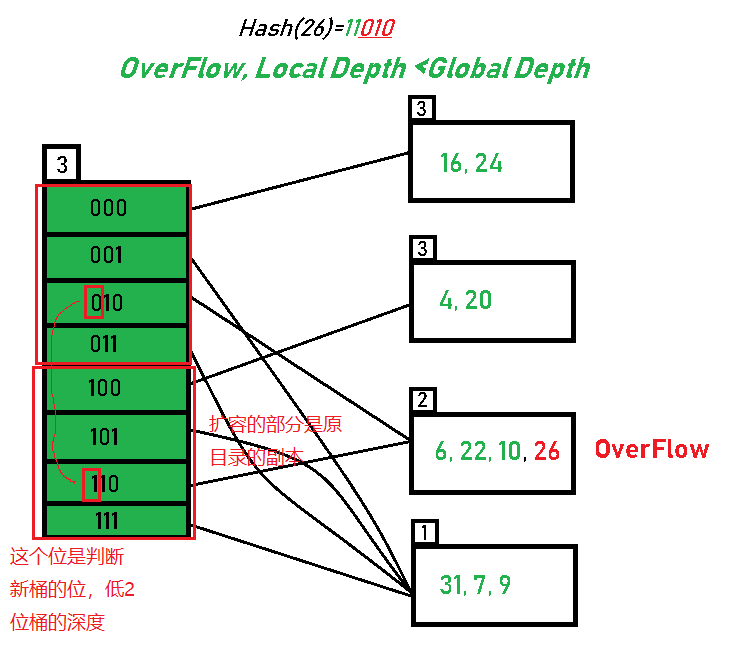 Hash(26)=11010
OverFlow, Local Depth <Global Depth
3
000
001
010
011
100
101
110
111
3
16, 24
3
4, 20
2
6, 22, 10, 26
OverFlow
1
31, 7, 9
扩容的部分是原
目录的副本
这个位是判断
新桶的位，低2
位桶的深度